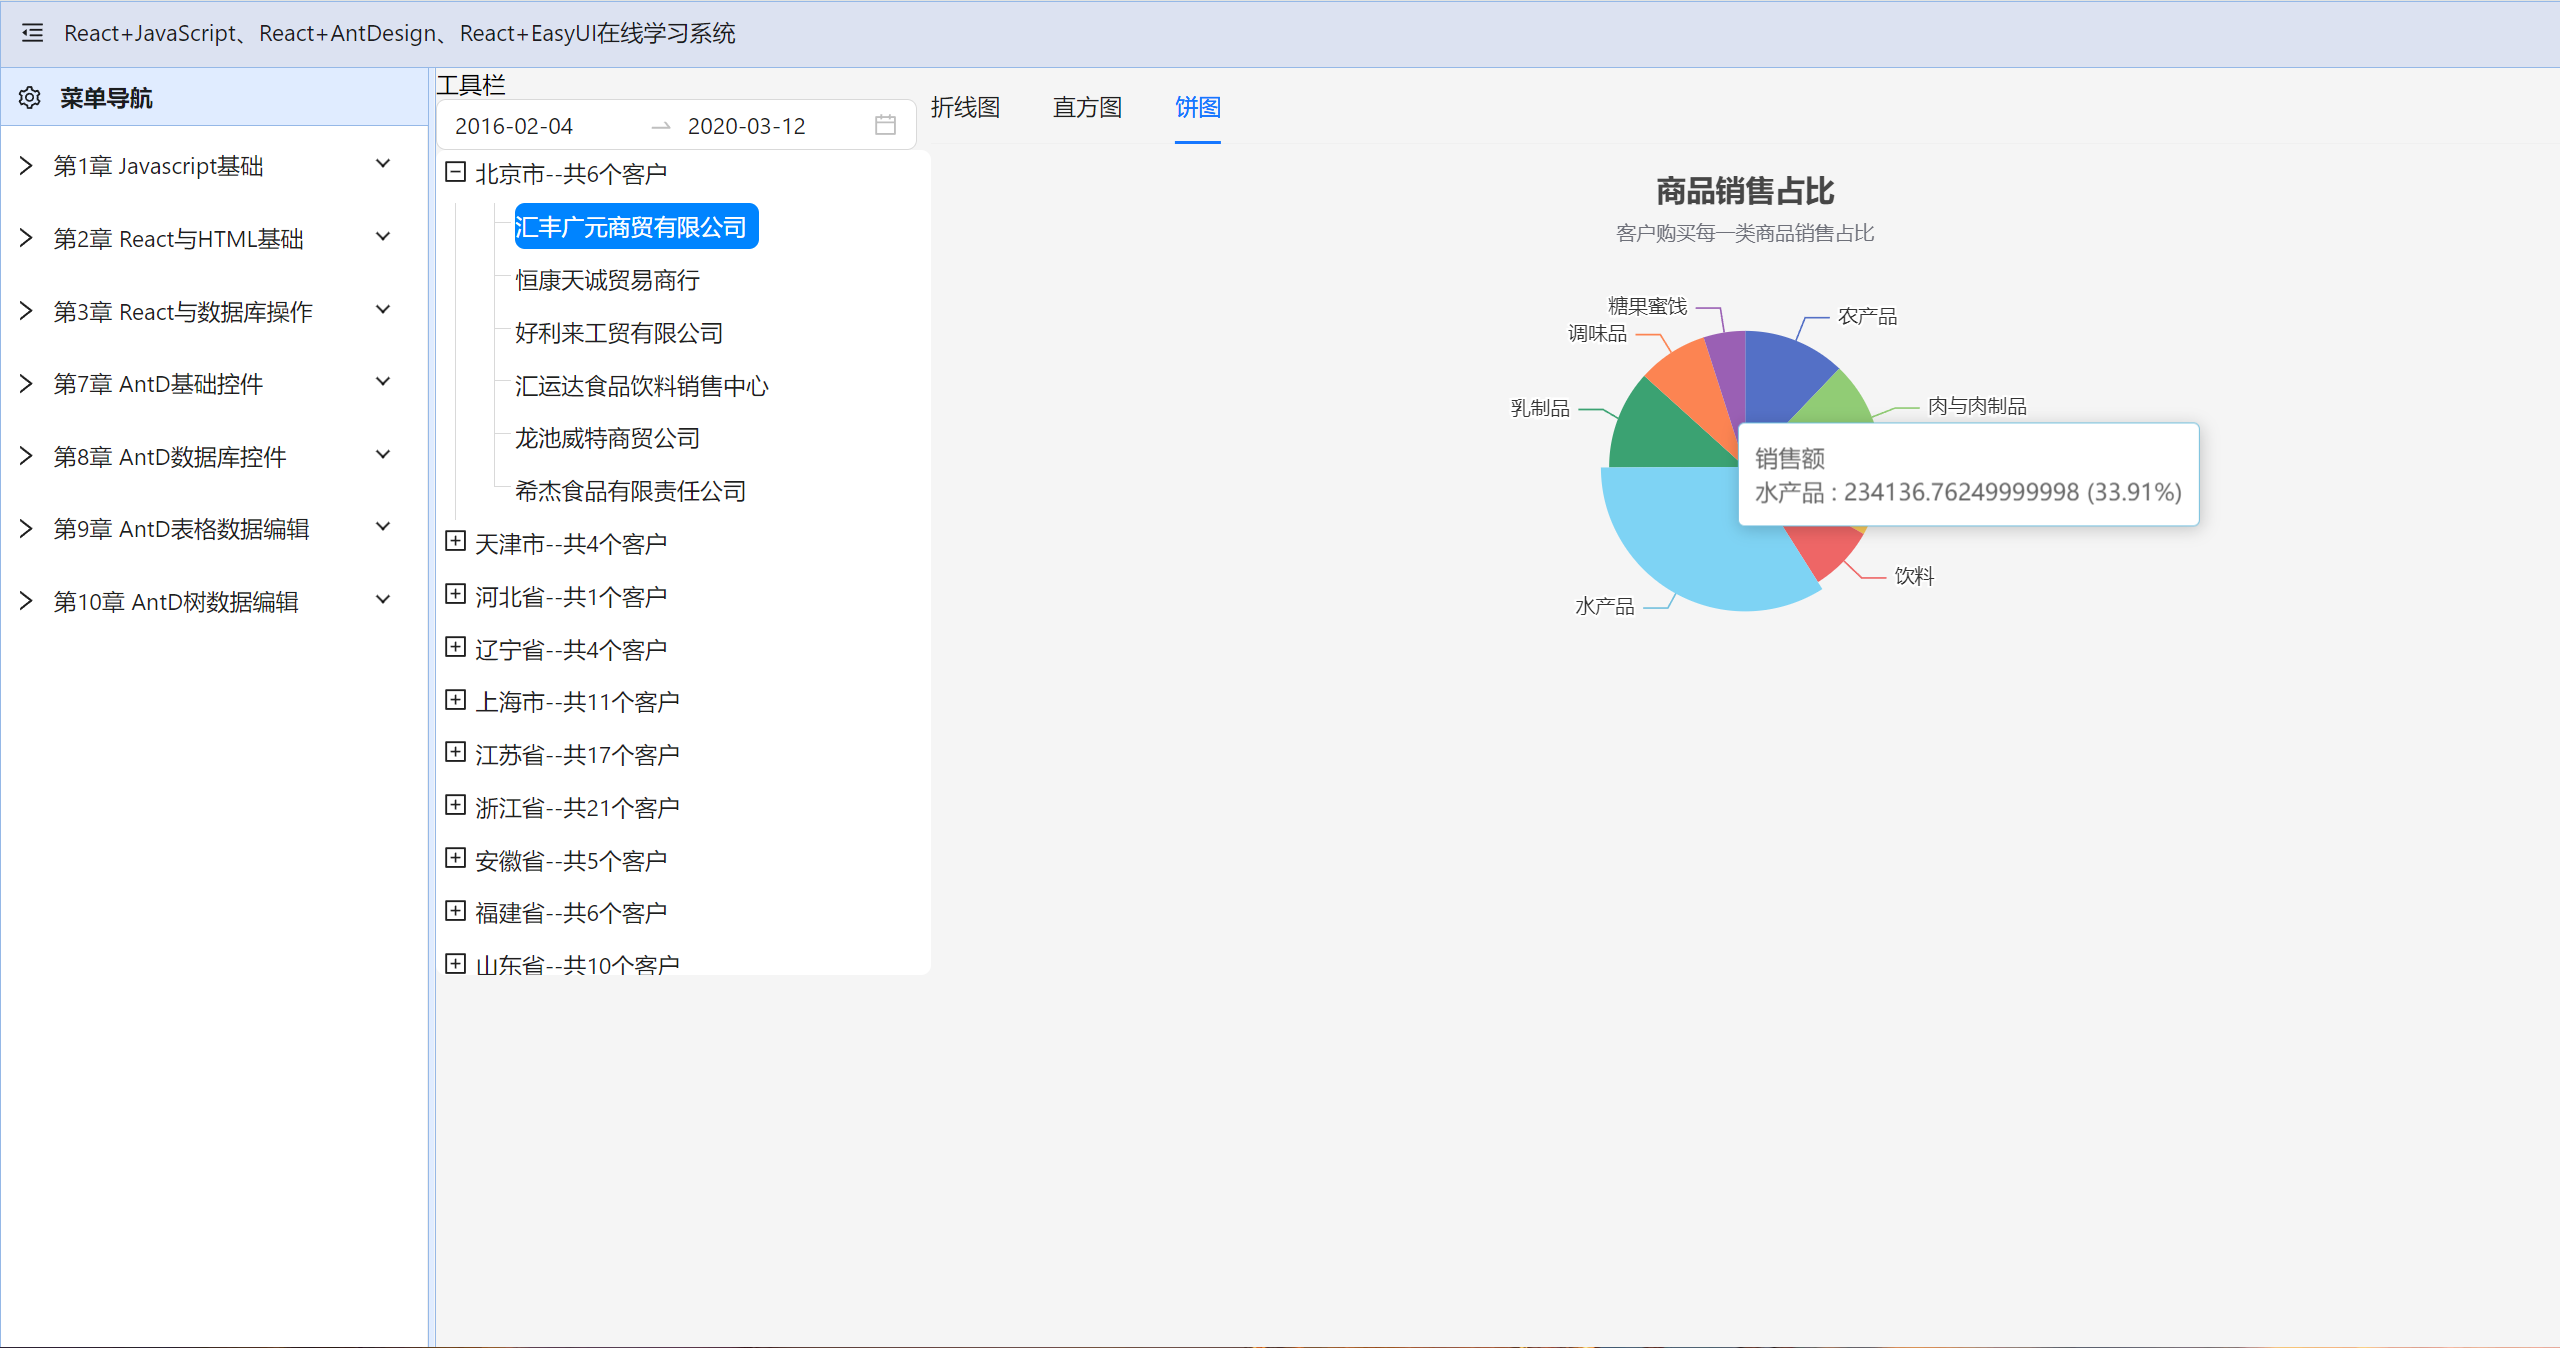 React+JavaScript、React+AntDesign、React+EasyUI在线学习系统
菜单导航
第1章 Javascript基础
第2章 React与HTML基础
第3章 React与数据库操作
第7章 AntD基础控件
第8章 AntD数据库控件
第9章 AntD表格数据编辑
第10章 AntD树数据编辑
工具栏
2016-02-04 2020-03-12
北京市--共6个客户
汇丰广元商贸有限公司
恒康天诚贸易商行
好利来工贸有限公司
汇运达食品饮料销售中心
龙池威特商贸公司
希杰食品有限责任公司
天津市--共4个客户
河北省--共1个客户
辽宁省--共4个客户
上海市--共11个客户
江苏省--共17个客户
浙江省--共21个客户
安徽省--共5个客户
福建省--共6个客户
山东省--共10个客户
折线图 直方图 饼图
商品销售占比
客户购买每一类商品销售占比
糖果蜜饯
农产品
调味品
乳制品
肉与肉制品
销售额
水产品 : 234136.76249999998 (33.91%)
饮料
水产品